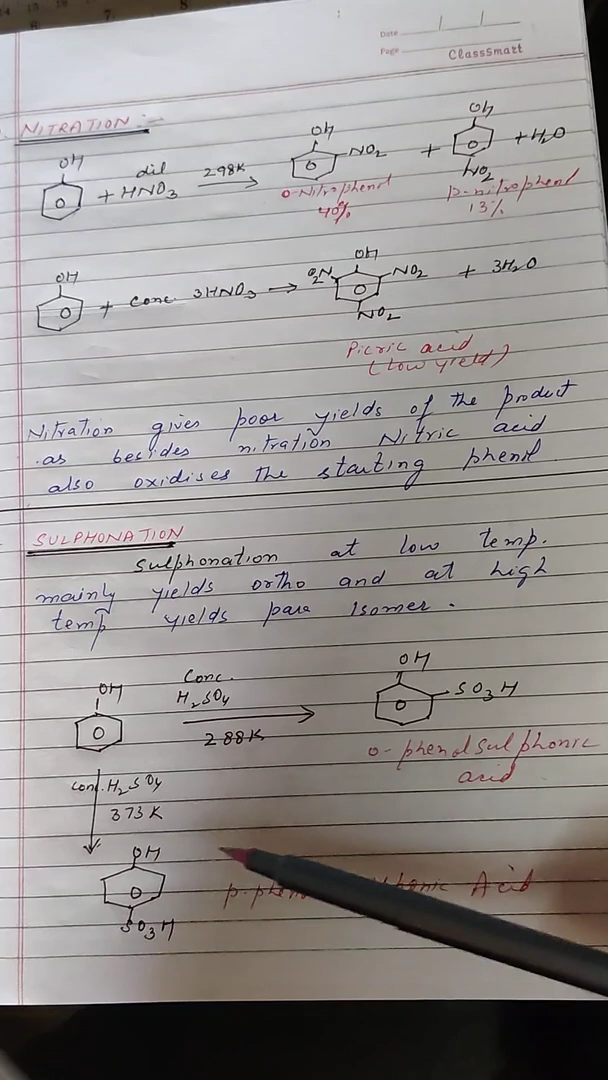 Date
Page
ClassSmart
NITRATION :-
OH + dil HNO3 298K → OH NO2 + OH NO2 + H2O
O-Nitrophenol 40%
p-nitrophenol 13%
OH + Conc 3HNO3 → O2N OH NO2 NO2 + 3H2O
Picric acid
(Low yield)
Nitration gives poor yields of the product
as besides nitration Nitric acid
also oxidises the starting phenol
SULPHONATION
Sulphonation at low temp.
mainly yields ortho and at high
temp yields para Isomer.
OH Conc. H2SO4 288K → OH SO3H
o-phenolsulphonic
acid
conc. H2SO4
373 K
OH
SO3H
Acid